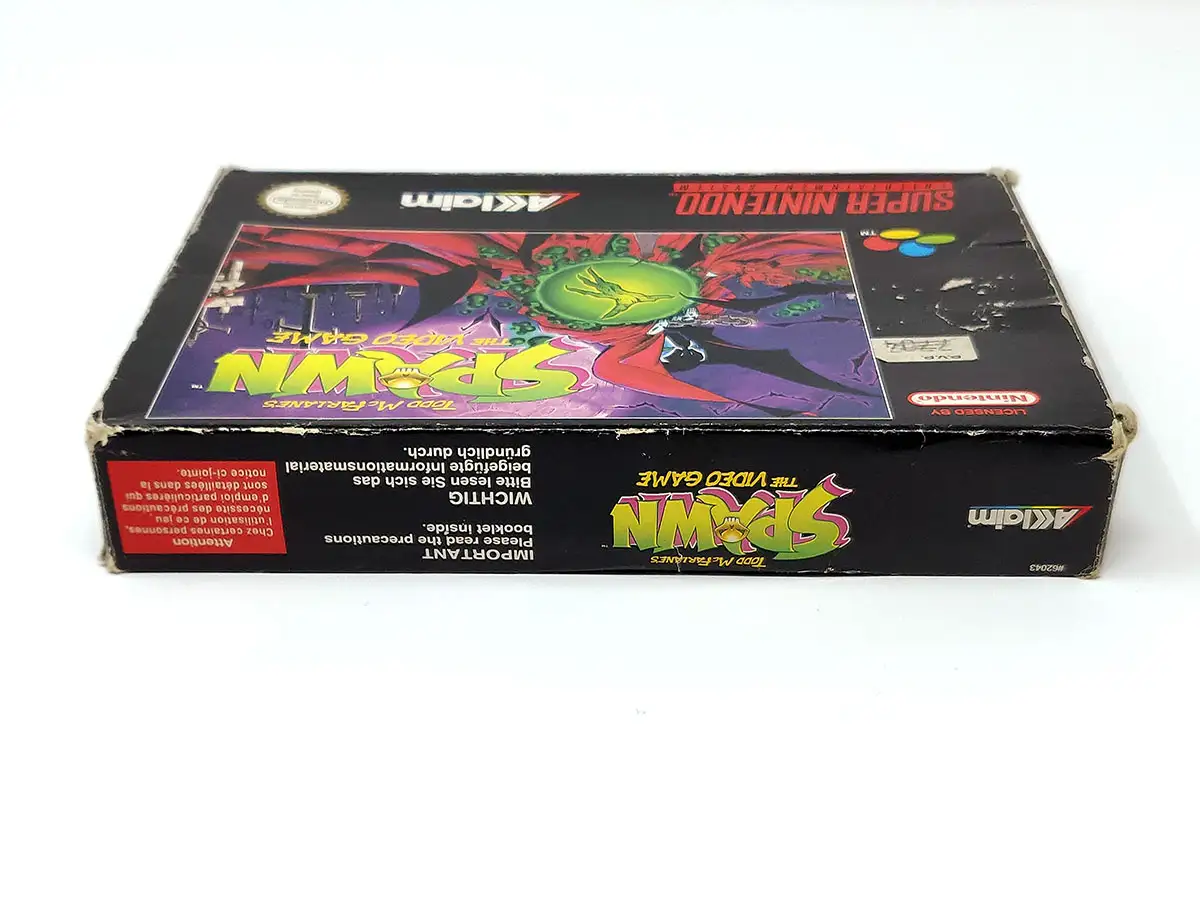 SUPER NINTENDO
ENTERTAINMENT SYSTEM
Acclaim
TM
P.V.P.
LICENSED BY
Nintendo
TODD McFARLANE'S
SPAWN
THE VIDEO GAME
TM
#62043
Acclaim
TODD McFARLANE'S
SPAWN
THE VIDEO GAME
TM
IMPORTANT
Please read the precautions
booklet inside.
WICHTIG
Bitte lesen Sie sich das
beigefügte Informationsmaterial
gründlich durch.
Attention
Chez certaines personnes,
l'utilisation de ce jeu
nécessite des précautions
d'emploi particulières qui
sont détaillées dans la
notice ci-jointe.